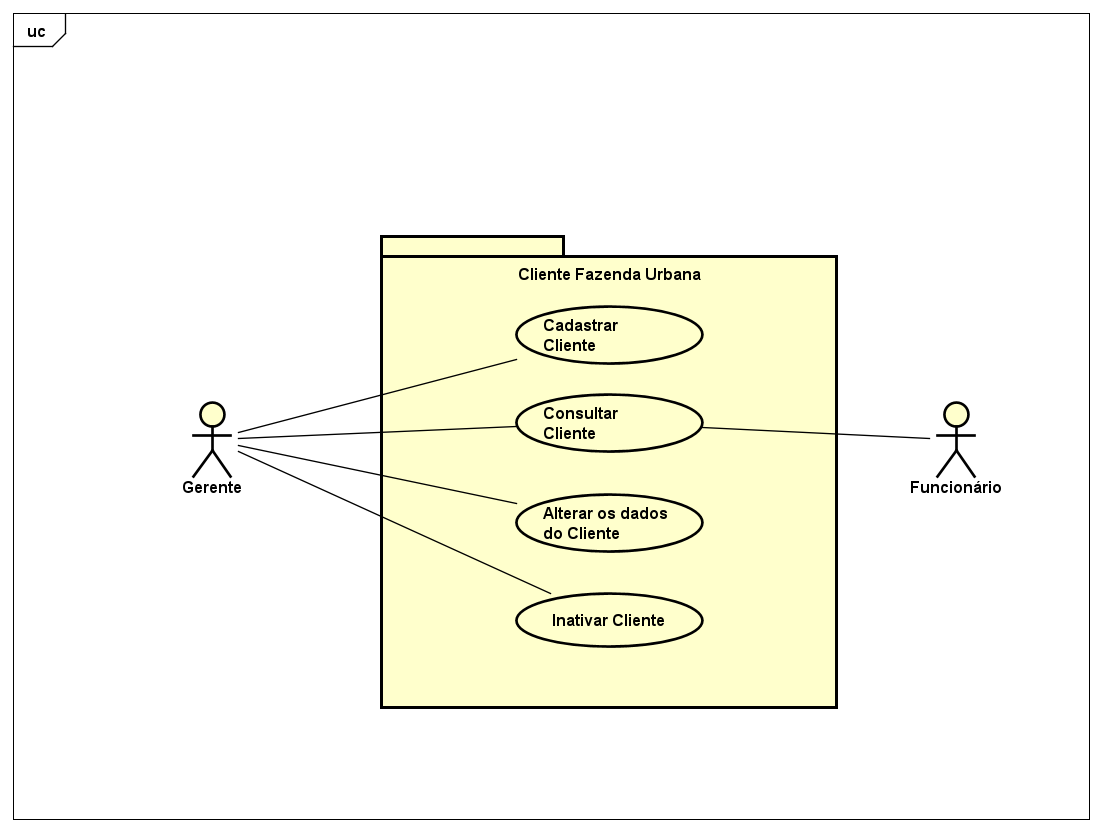 uc
Cliente Fazenda Urbana
Cadastrar
Cliente
Consultar
Cliente
Gerente
Funcionário
Alterar os dados
do Cliente
Inativar Cliente